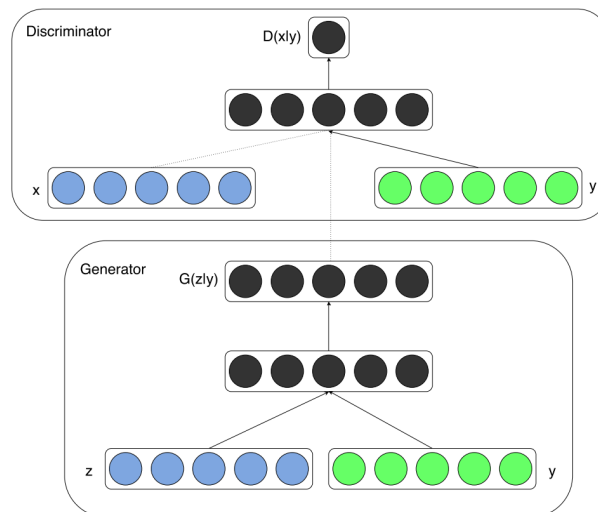 Discriminator
D(x|y)
x
y
Generator
G(z|y)
z
y